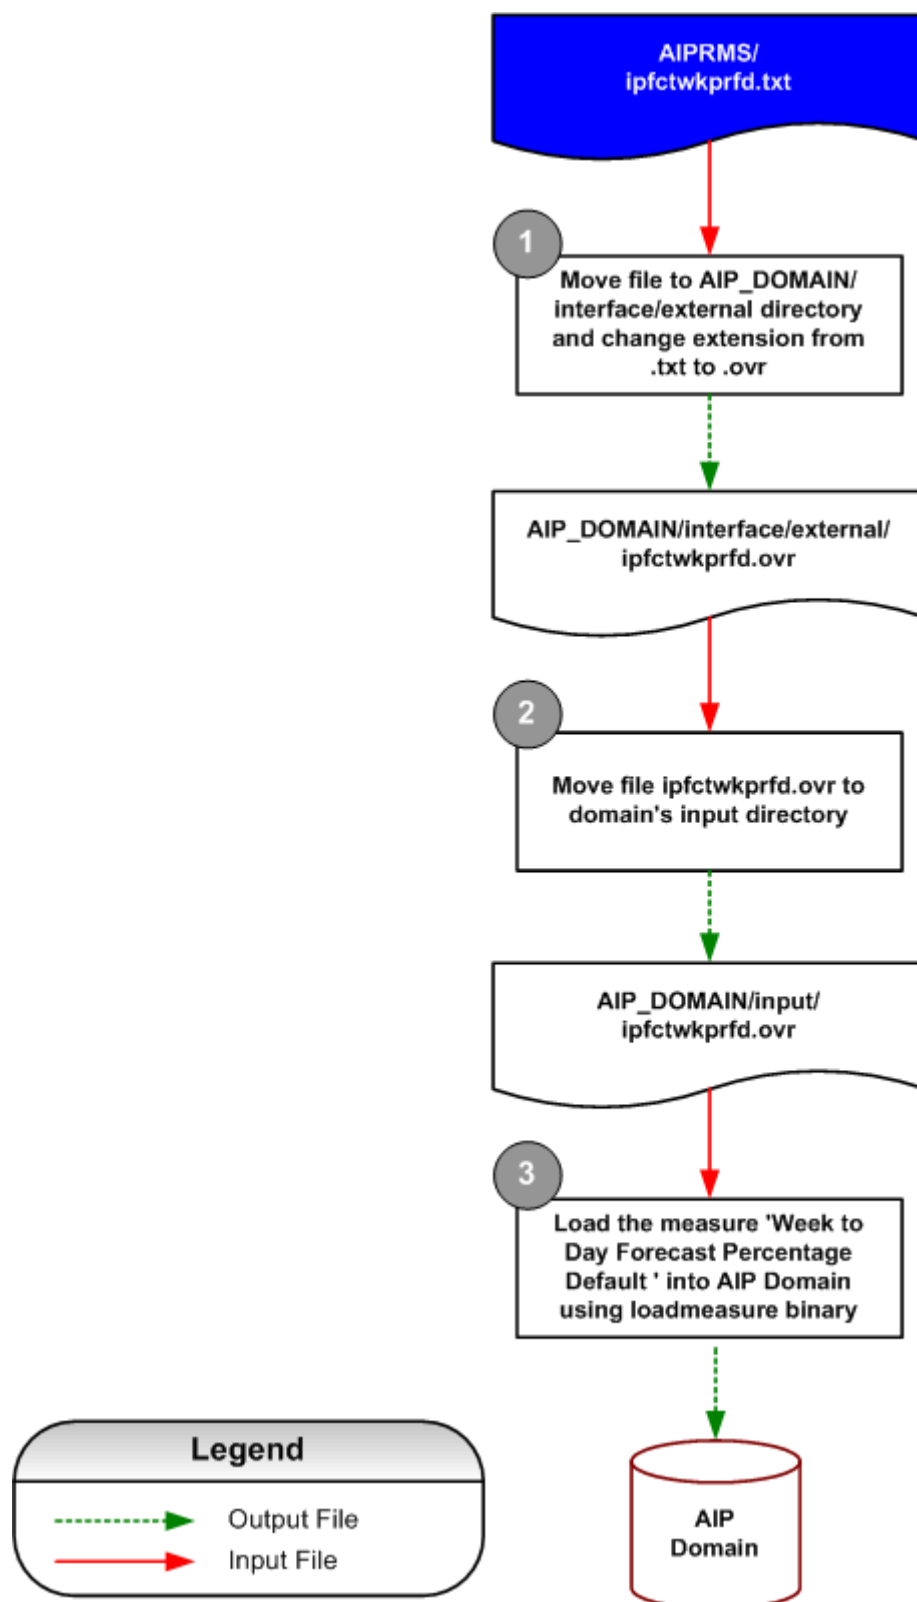 AIPRMS/
ipfctwkprfd.txt
1
Move file to AIP_DOMAIN/
interface/external directory
and change extension from
.txt to .ovr
AIP_DOMAIN/interface/external/
ipfctwkprfd.ovr
2
Move file ipfctwkprfd.ovr to
domain's input directory
AIP_DOMAIN/input/
ipfctwkprfd.ovr
3
Load the measure 'Week to
Day Forecast Percentage
Default ' into AIP Domain
using loadmeasure binary
Legend
Output File
Input File
AIP
Domain